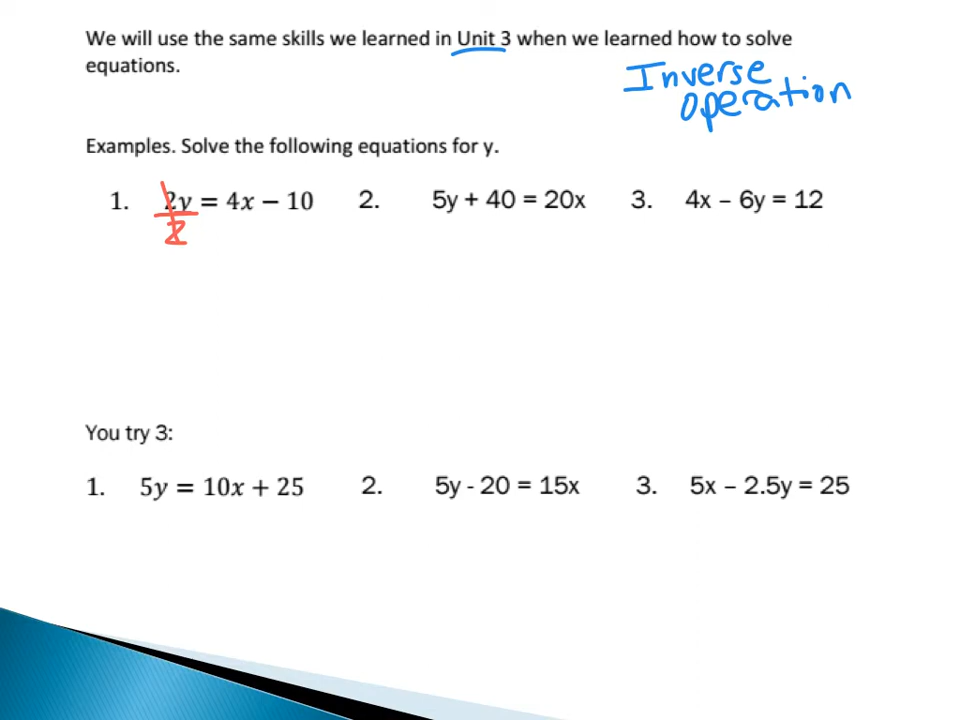 We will use the same skills we learned in Unit 3 when we learned how to solve
equations.
Inverse
operation
Examples. Solve the following equations for y.
1. 2y = 4x − 10 2. 5y + 40 = 20x 3. 4x – 6y = 12
2
You try 3:
1. 5y = 10x + 25 2. 5y - 20 = 15x 3. 5x – 2.5y = 25